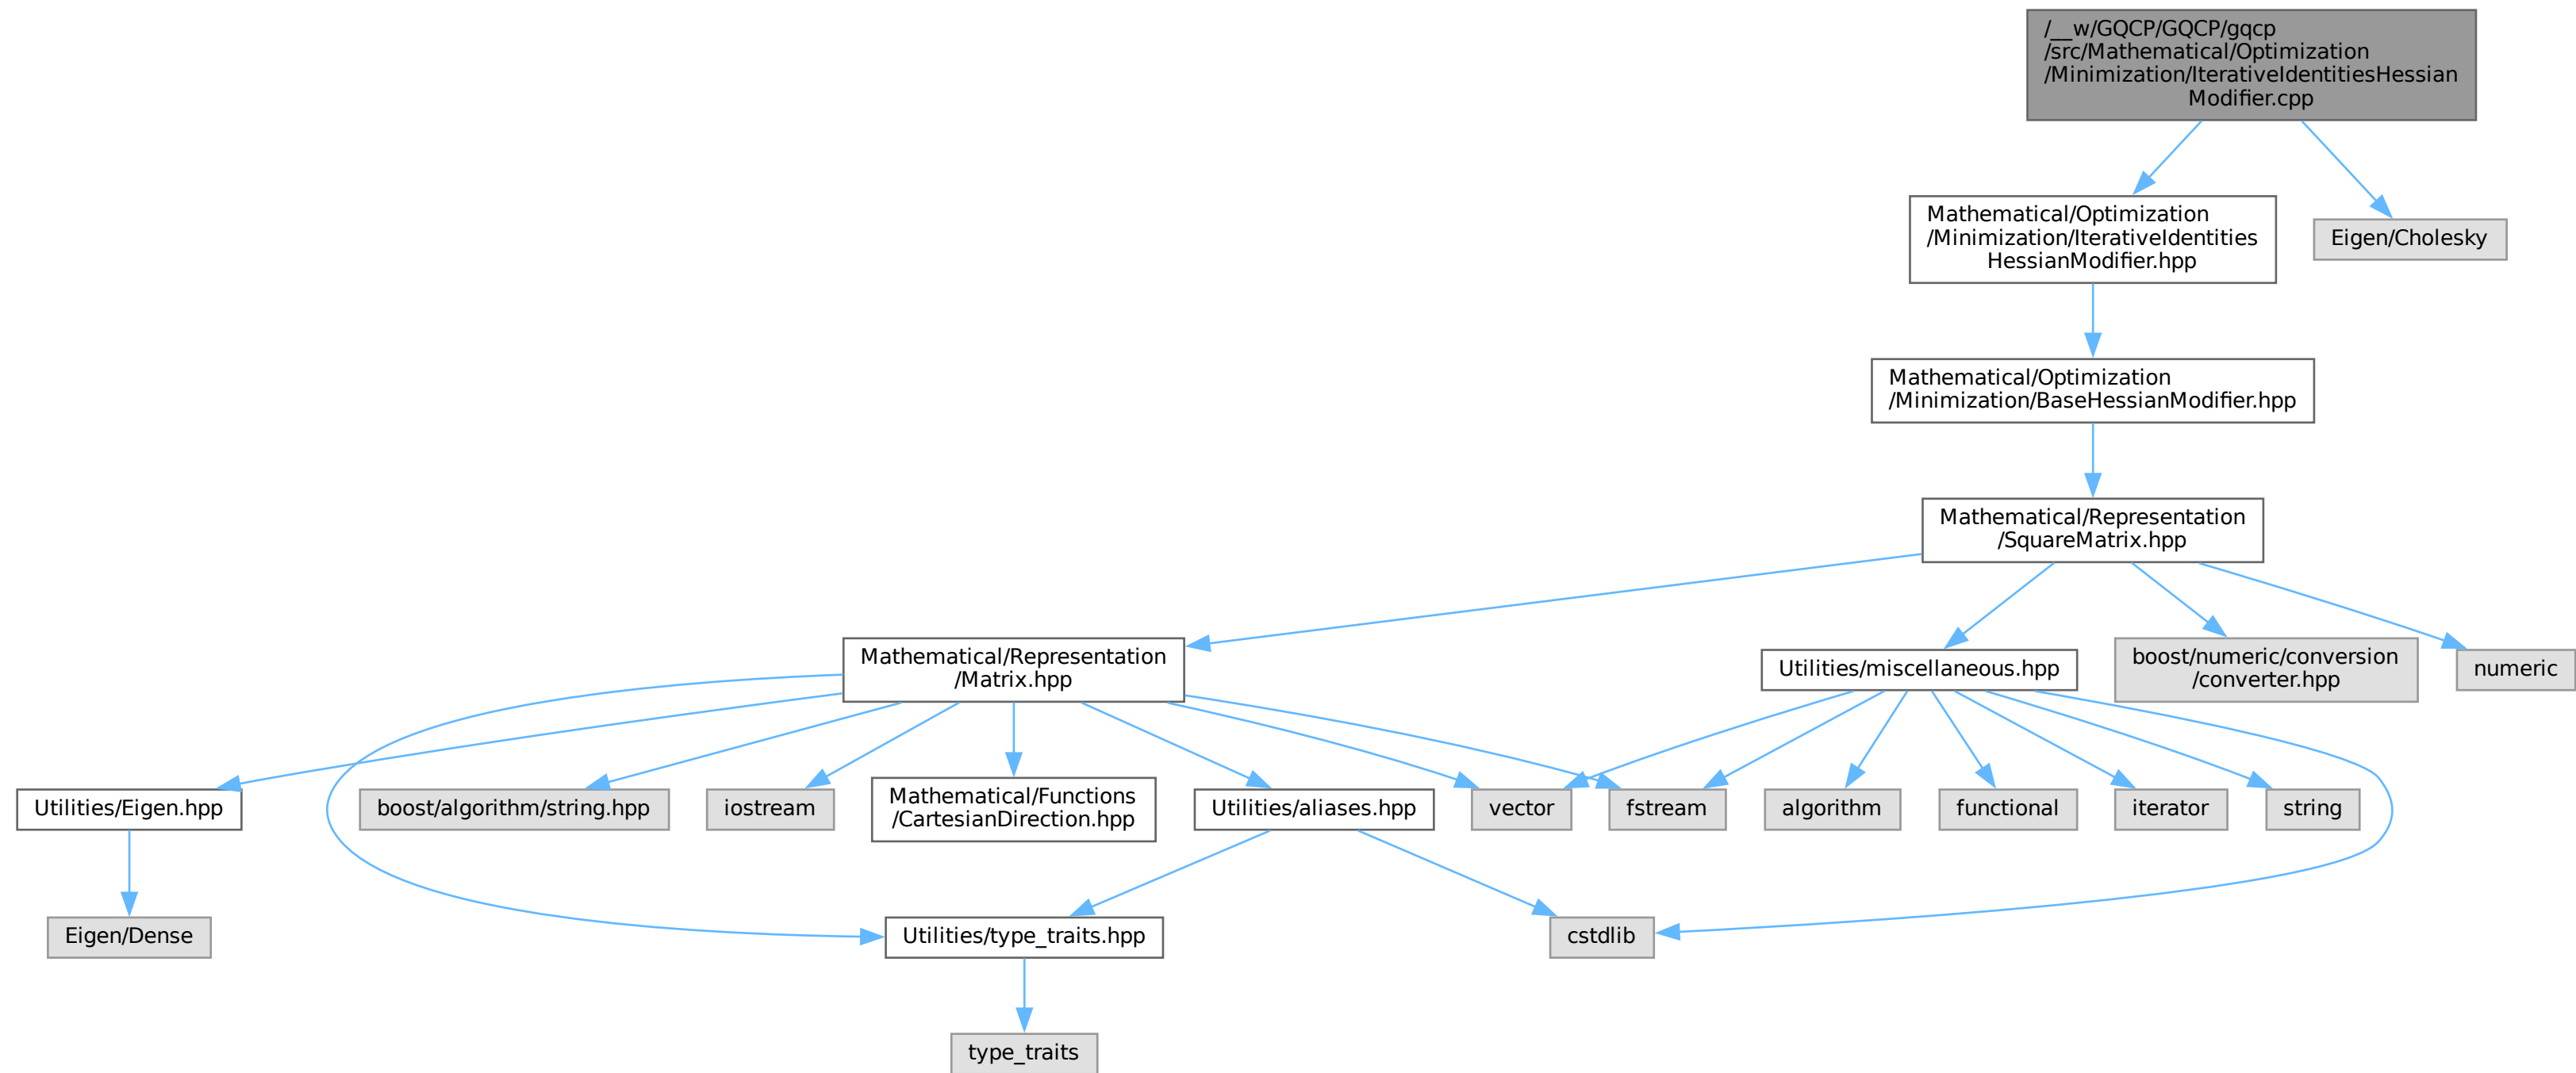 /__w/GQCP/GQCP/gqcp
/src/Mathematical/Optimization
/Minimization/IterativeIdentitiesHessian
Modifier.cpp
Mathematical/Optimization
/Minimization/IterativeIdentities
HessianModifier.hpp
Eigen/Cholesky
Mathematical/Optimization
/Minimization/BaseHessianModifier.hpp
Mathematical/Representation
/SquareMatrix.hpp
Mathematical/Representation
/Matrix.hpp
Utilities/miscellaneous.hpp
boost/numeric/conversion
/converter.hpp
numeric
Utilities/Eigen.hpp
boost/algorithm/string.hpp
iostream
Mathematical/Functions
/CartesianDirection.hpp
Utilities/aliases.hpp
vector
fstream
algorithm
functional
iterator
string
Eigen/Dense
Utilities/type_traits.hpp
cstdlib
type_traits